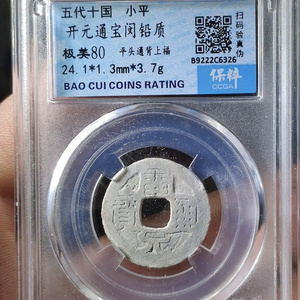 五代十国 小平
开元通宝闵铅质
极美80 平头通背上福
24.1*1.3mm*3.7g
BAO CUI COINS RATING
扫码验真伪
B9222C6326
保粹
CCGA
開元通寳